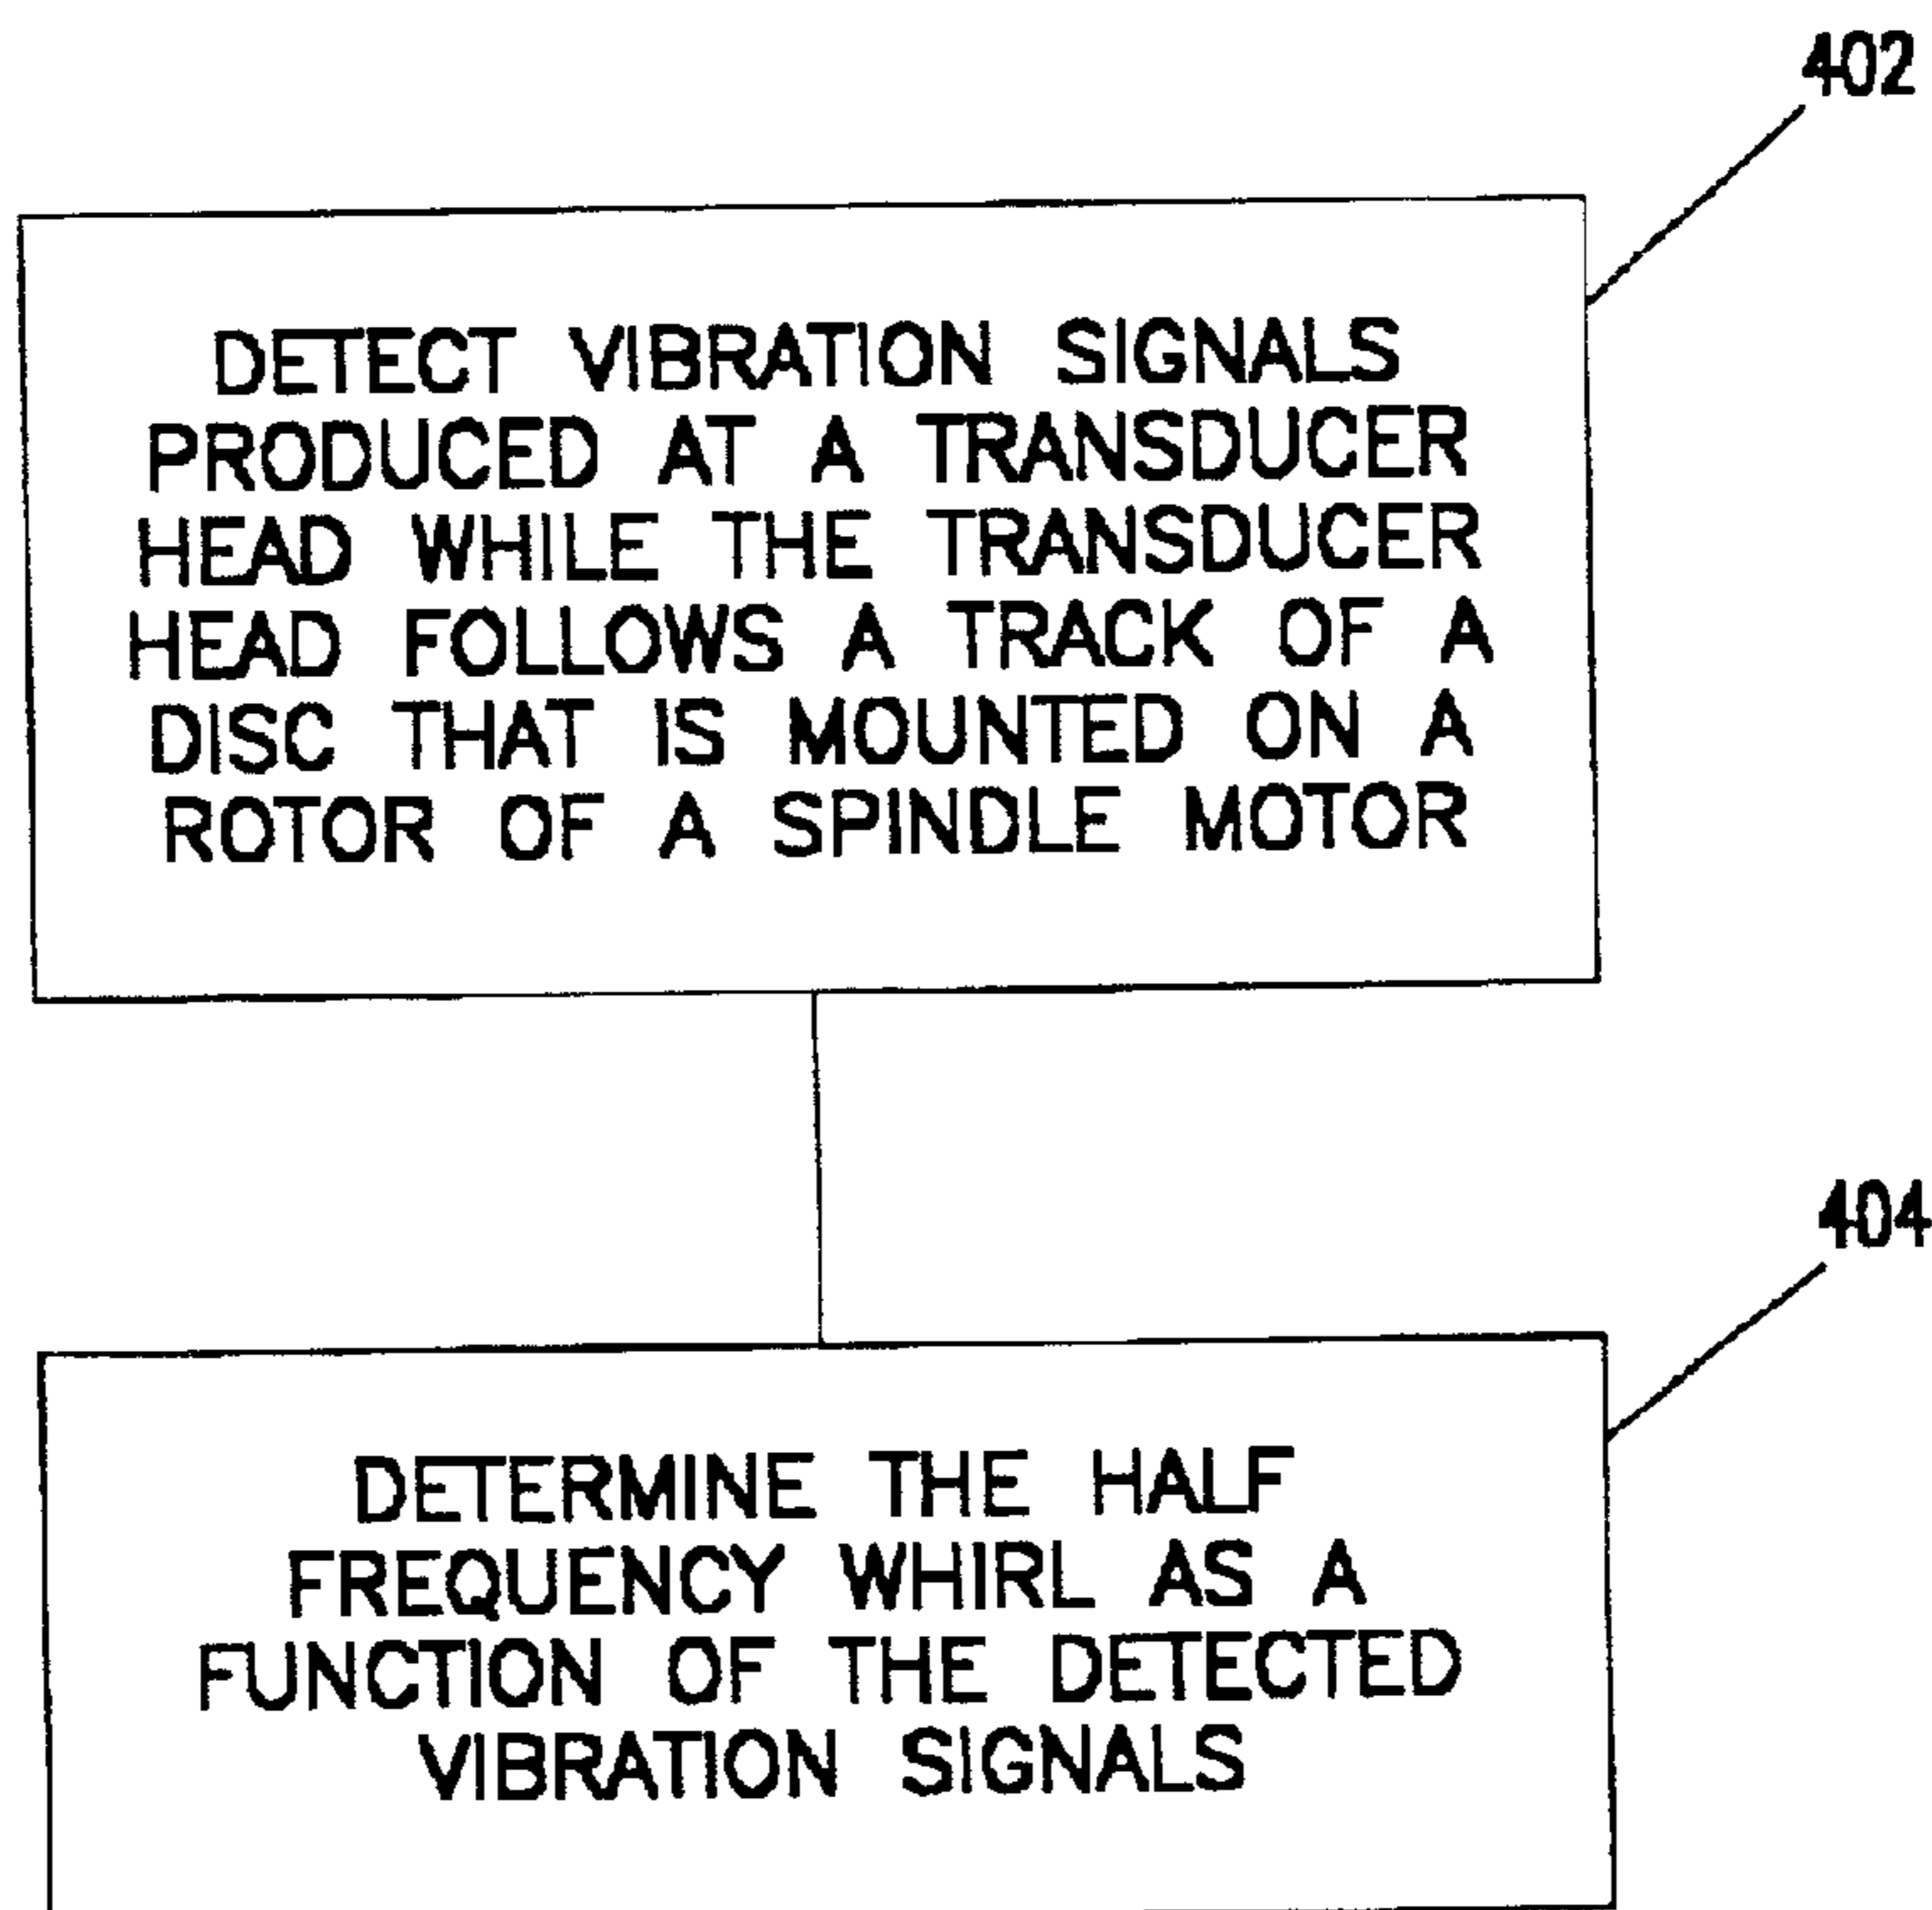 402
DETECT VIBRATION SIGNALS
PRODUCED AT A TRANSDUCER
HEAD WHILE THE TRANSDUCER
HEAD FOLLOWS A TRACK OF A
DISC THAT IS MOUNTED ON A
ROTOR OF A SPINDLE MOTOR
404
DETERMINE THE HALF
FREQUENCY WHIRL AS A
FUNCTION OF THE DETECTED
VIBRATION SIGNALS